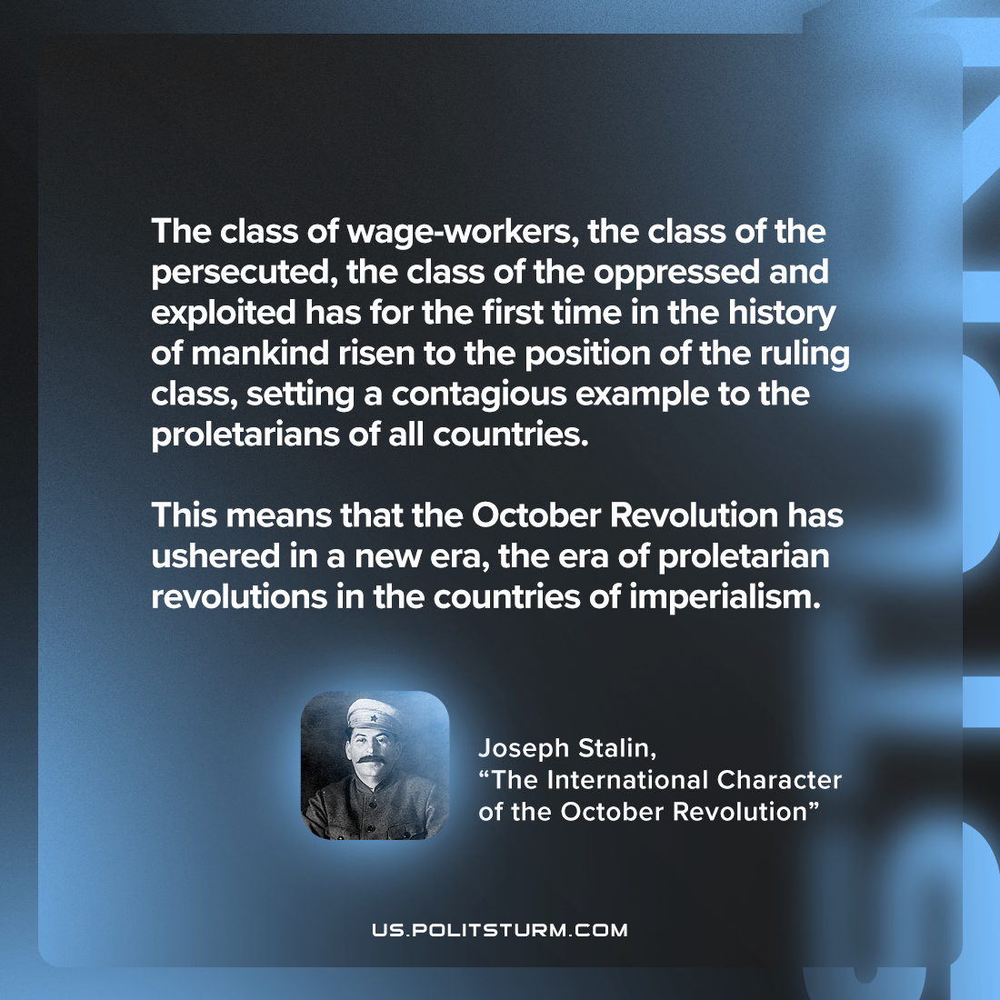 The class of wage-workers, the class of the
persecuted, the class of the oppressed and
exploited has for the first time in the history
of mankind risen to the position of the ruling
class, setting a contagious example to the
proletarians of all countries.
This means that the October Revolution has
ushered in a new era, the era of proletarian
revolutions in the countries of imperialism.
Joseph Stalin,
“The International Character
of the October Revolution”
US.POLITSTURM.COM